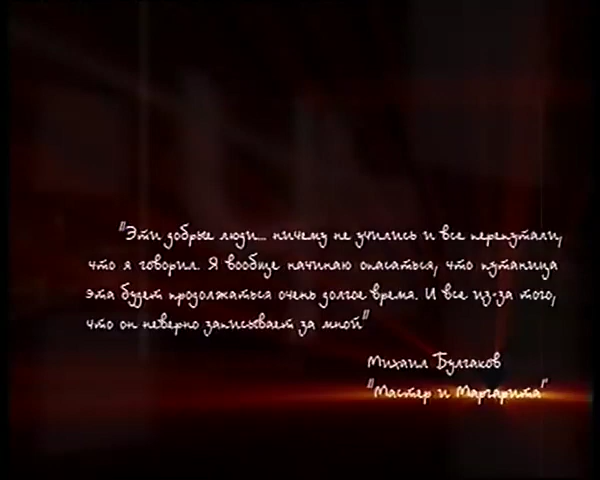 "Эти добрые люди... ничему не учились и все перепутали,
что я говорил. Я вообще начинаю опасаться, что путаница
эта будет продолжаться очень долгое время. И все из-за того,
что он неверно записывает за мной"
Михаил Булгаков
"Мастер и Маргарита"